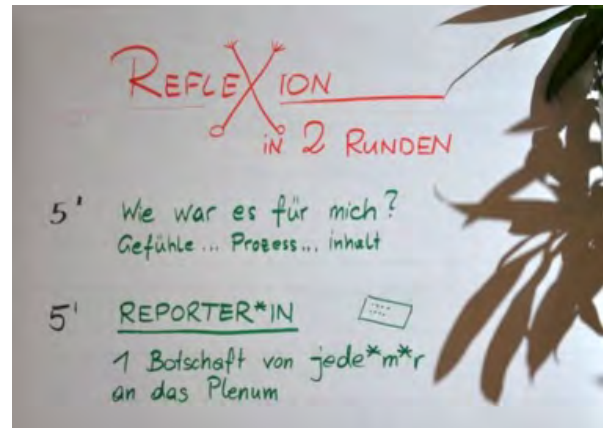 REFLEXION
IN 2 RUNDEN
5' Wie war es für mich?
Gefühle ... Prozess ... inhalt
5' REPORTER*IN
1 Botschaft von jede*m*r
an das Plenum